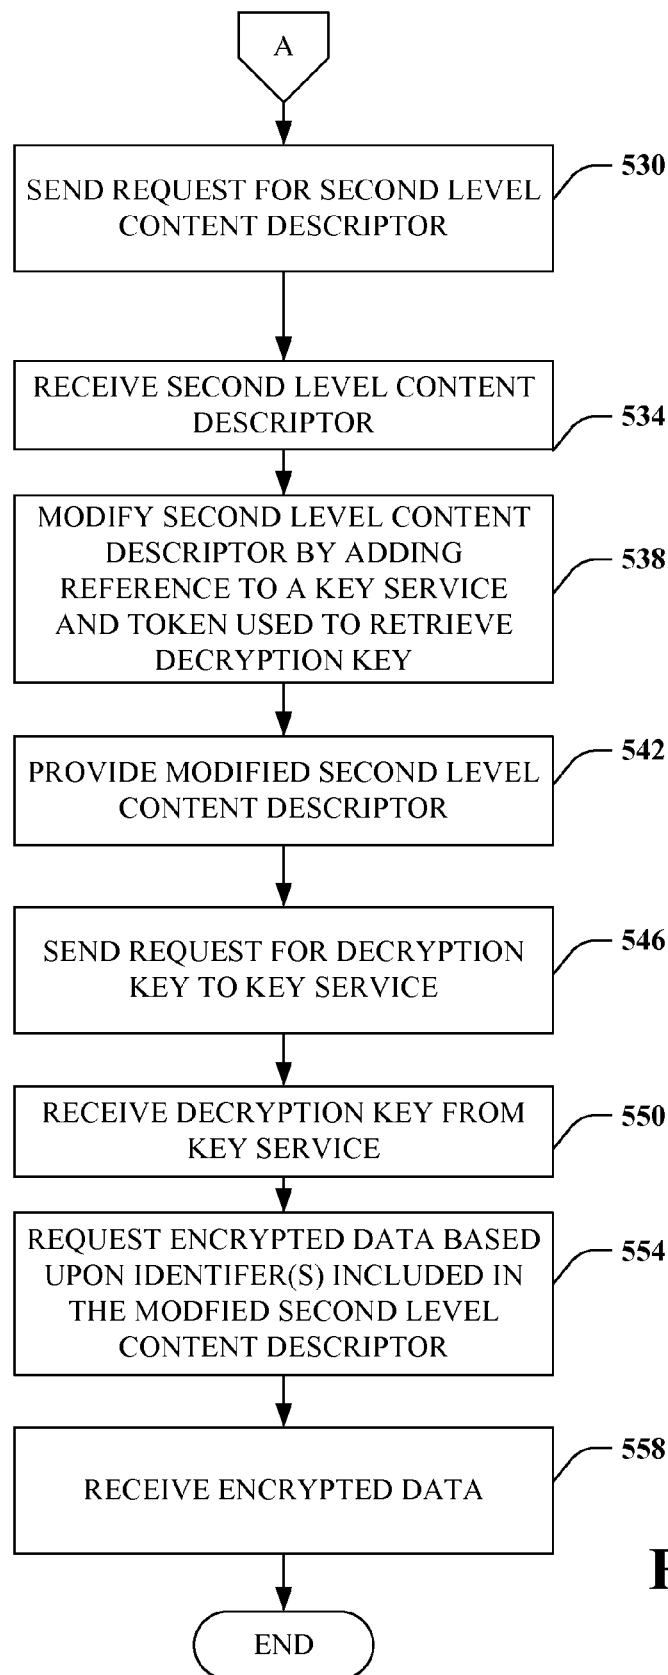 A
SEND REQUEST FOR SECOND LEVEL
CONTENT DESCRIPTOR
530
RECEIVE SECOND LEVEL CONTENT
DESCRIPTOR
534
MODIFY SECOND LEVEL CONTENT
DESCRIPTOR BY ADDING
REFERENCE TO A KEY SERVICE
AND TOKEN USED TO RETRIEVE
DECRYPTION KEY
538
PROVIDE MODIFIED SECOND LEVEL
CONTENT DESCRIPTOR
542
SEND REQUEST FOR DECRYPTION
KEY TO KEY SERVICE
546
RECEIVE DECRYPTION KEY FROM
KEY SERVICE
550
REQUEST ENCRYPTED DATA BASED
UPON IDENTIFER(S) INCLUDED IN
THE MODFIED SECOND LEVEL
CONTENT DESCRIPTOR
554
RECEIVE ENCRYPTED DATA
558
END